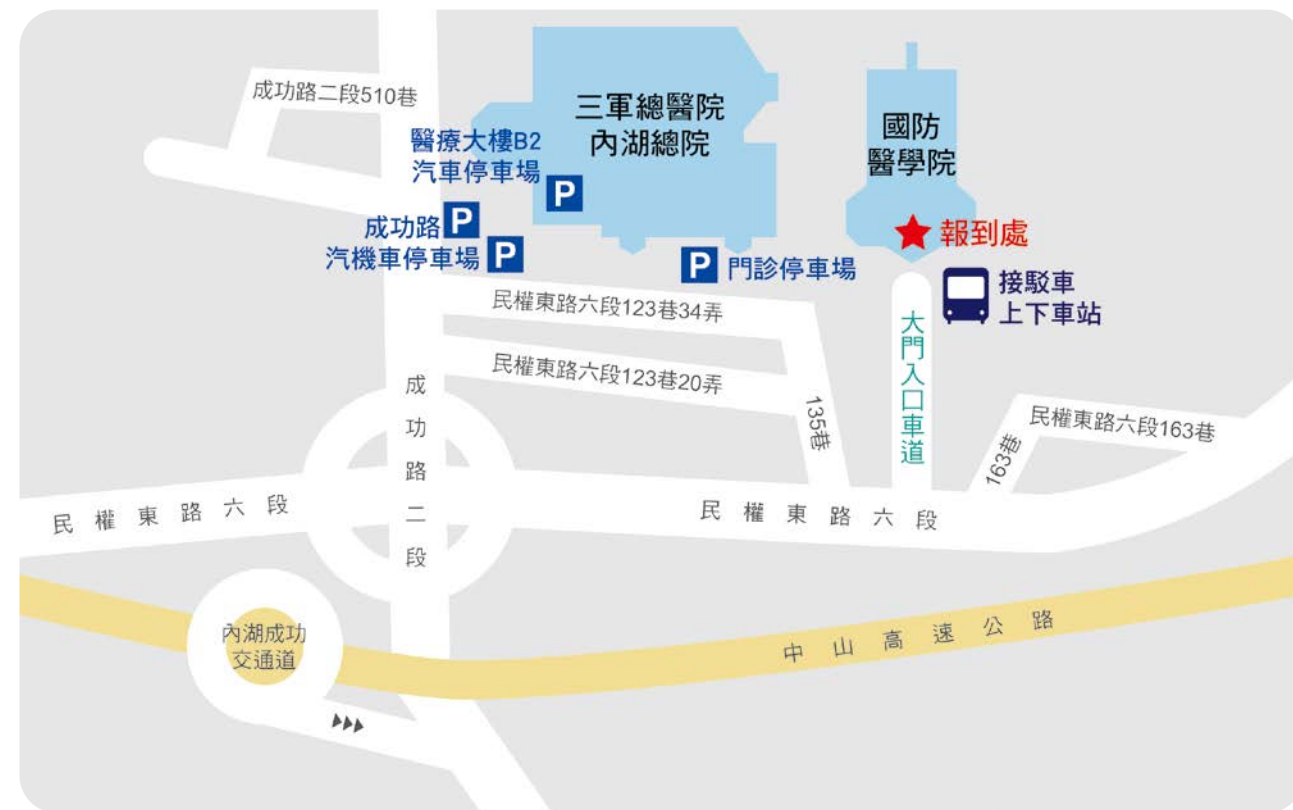 成功路二段510巷
三軍總醫院
內湖總院
醫療大樓B2
汽車停車場
P
國防
醫學院
成功路
P
汽機車停車場
P
P
門診停車場
報到處
接駁車
上下車站
民權東路六段123巷34弄
民權東路六段123巷20弄
135巷
大門入口車道
163巷
民權東路六段163巷
成功路二段
民權東路六段
民權東路六段
內湖成功
交通道
中山高速公路